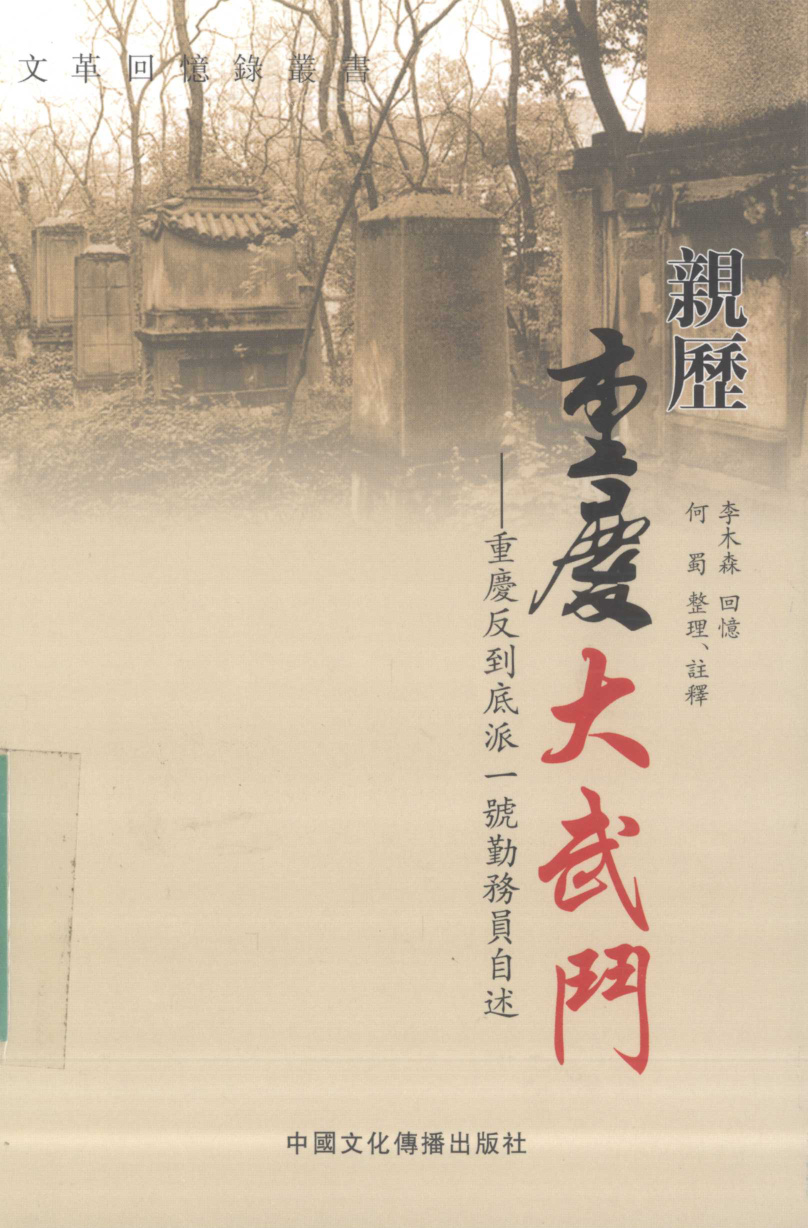 文革回憶錄叢書
親歷
重慶大武鬥
——重慶反到底派一號勤務員自述
李木森 回憶
何蜀 整理、註釋
中國文化傳播出版社